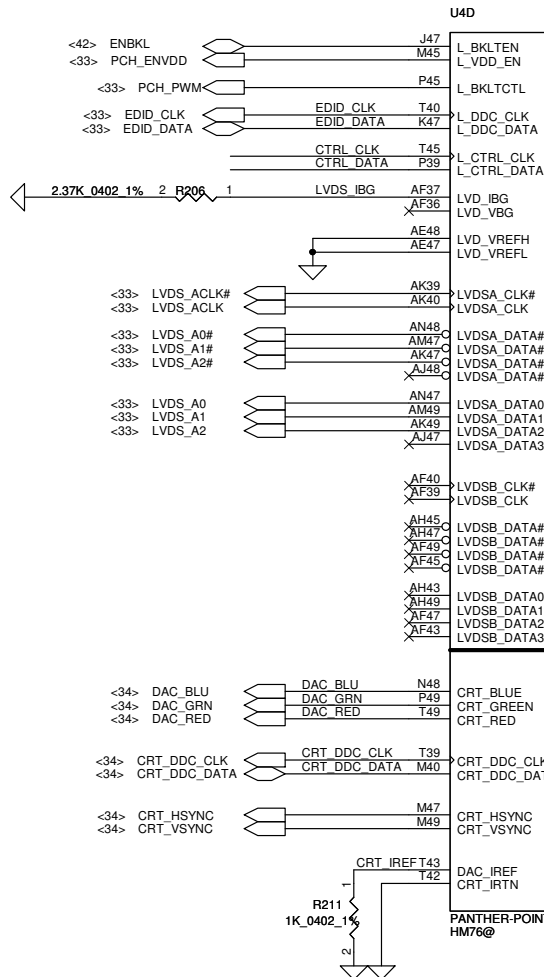 U4D
<42> ENBKL J47 L_BKLTEN
<33> PCH_ENVDD M45 L_VDD_EN
<33> PCH_PWM P45 L_BKLTCTL
<33> EDID_CLK EDID_CLK T40 L_DDC_CLK
<33> EDID_DATA EDID_DATA K47 L_DDC_DATA
CTRL_CLK T45 L_CTRL_CLK
CTRL_DATA P39 L_CTRL_DATA
2.37K_0402_1% 2 R206 1 LVDS_IBG AF37 LVD_IBG
AF36 LVD_VBG
AE48 LVD_VREFH
AE47 LVD_VREFL
<33> LVDS_ACLK# AK39 LVDSA_CLK#
<33> LVDS_ACLK AK40 LVDSA_CLK
<33> LVDS_A0# AN48 LVDSA_DATA#
<33> LVDS_A1# AM47 LVDSA_DATA#
<33> LVDS_A2# AK47 LVDSA_DATA#
AJ48 LVDSA_DATA#
<33> LVDS_A0 AN47 LVDSA_DATA0
<33> LVDS_A1 AM49 LVDSA_DATA1
<33> LVDS_A2 AK49 LVDSA_DATA2
AJ47 LVDSA_DATA3
AF40 LVDSB_CLK#
AF39 LVDSB_CLK
AH45 LVDSB_DATA#
AH47 LVDSB_DATA#
AF49 LVDSB_DATA#
AF45 LVDSB_DATA#
AH43 LVDSB_DATA0
AH49 LVDSB_DATA1
AF47 LVDSB_DATA2
AF43 LVDSB_DATA3
<34> DAC_BLU DAC_BLU N48 CRT_BLUE
<34> DAC_GRN DAC_GRN P49 CRT_GREEN
<34> DAC_RED DAC_RED T49 CRT_RED
<34> CRT_DDC_CLK CRT_DDC_CLK T39 CRT_DDC_CLK
<34> CRT_DDC_DATA CRT_DDC_DATA M40 CRT_DDC_DAT
<34> CRT_HSYNC M47 CRT_HSYNC
<34> CRT_VSYNC M49 CRT_VSYNC
CRT_IREF T43 DAC_IREF
T42 CRT_IRTN
1
R211
1K_0402_1%
2
PANTHER-POINT
HM76@